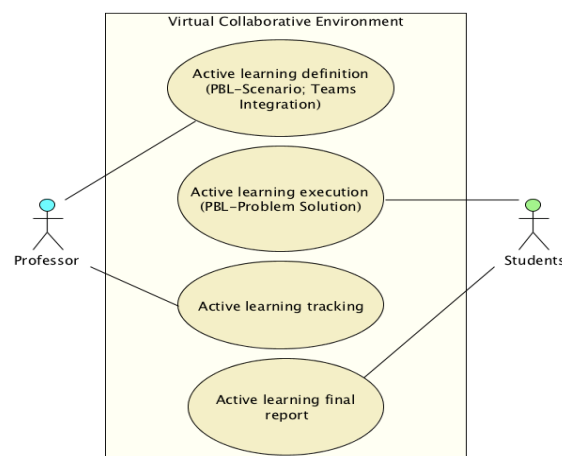 Virtual Collaborative Environment
Active learning definition
(PBL-Scenario; Teams
Integration)
Active learning execution
(PBL-Problem Solution)
Professor
Students
Active learning tracking
Active learning final
report